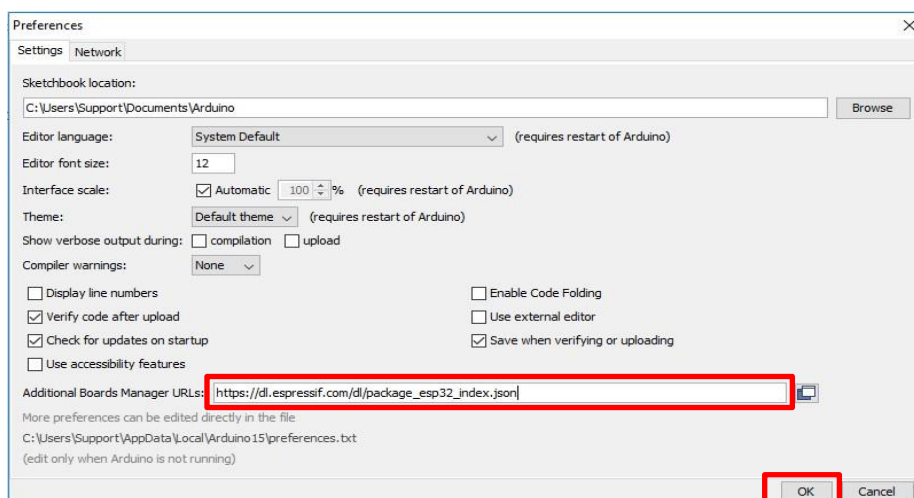 Preferences
Settings Network
Sketchbook location:
C:\Users\Support\Documents\Arduino Browse
Editor language: System Default (requires restart of Arduino)
Editor font size: 12
Interface scale: Automatic 100 % (requires restart of Arduino)
Theme: Default theme (requires restart of Arduino)
Show verbose output during: compilation upload
Compiler warnings: None
Display line numbers Enable Code Folding
Verify code after upload Use external editor
Check for updates on startup Save when verifying or uploading
Use accessibility features
Additional Boards Manager URLs: https://dl.espressif.com/dl/package_esp32_index.json
More preferences can be edited directly in the file
C:\Users\Support\AppData\Local\Arduino15\preferences.txt
(edit only when Arduino is not running)
OK Cancel